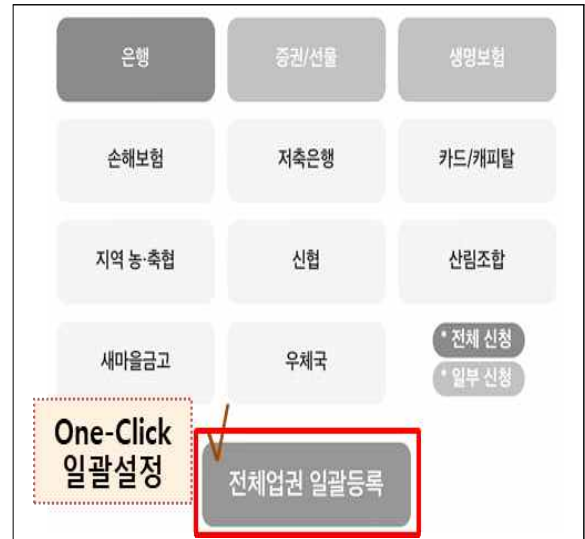 은행
증권/선물
생명보험
손해보험
저축은행
카드/캐피탈
지역 농·축협
신협
산림조합
새마을금고
우체국
* 전체 신청
* 일부 신청
One-Click
일괄설정
전체업권 일괄등록